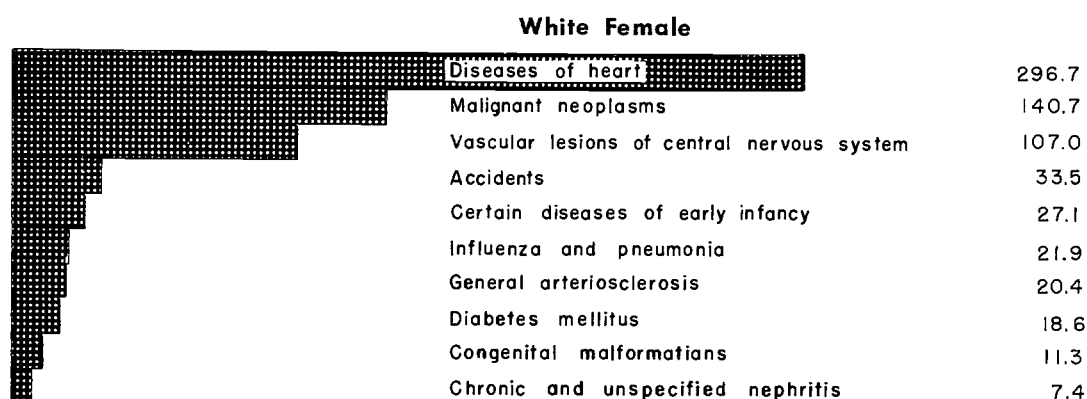 White Female
Diseases of heart 296.7
Malignant neoplasms 140.7
Vascular lesions of central nervous system 107.0
Accidents 33.5
Certain diseases of early infancy 27.1
Influenza and pneumonia 21.9
General arteriosclerosis 20.4
Diabetes mellitus 18.6
Congenital malformatians 11.3
Chronic and unspecified nephritis 7.4